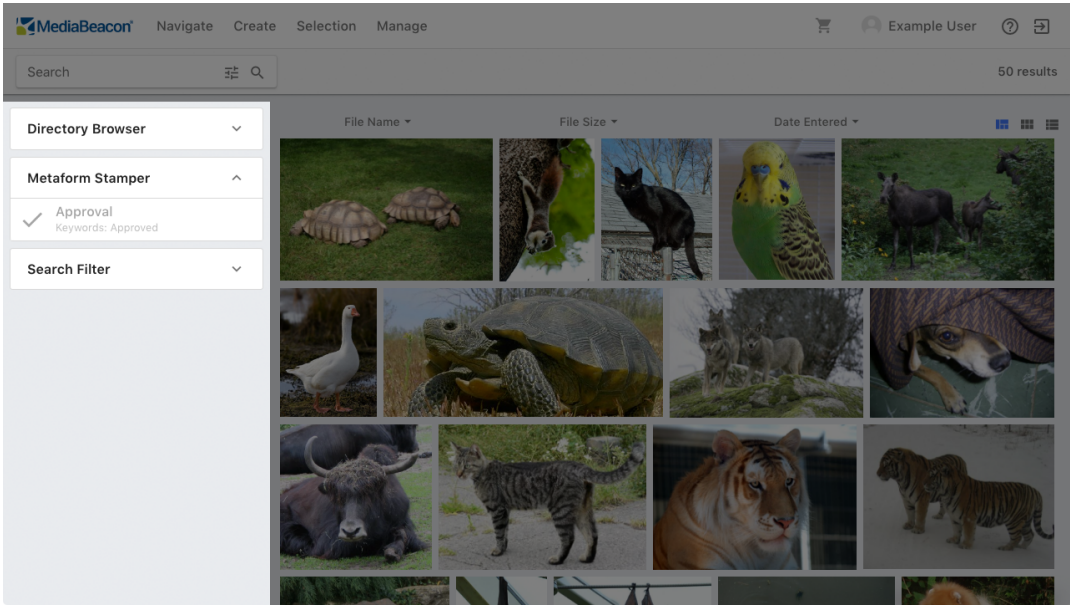 MediaBeacon Navigate Create Selection Manage Example User
Search 50 results
Directory Browser
File Name File Size Date Entered
Metaform Stamper
Approval
Keywords: Approved
Search Filter